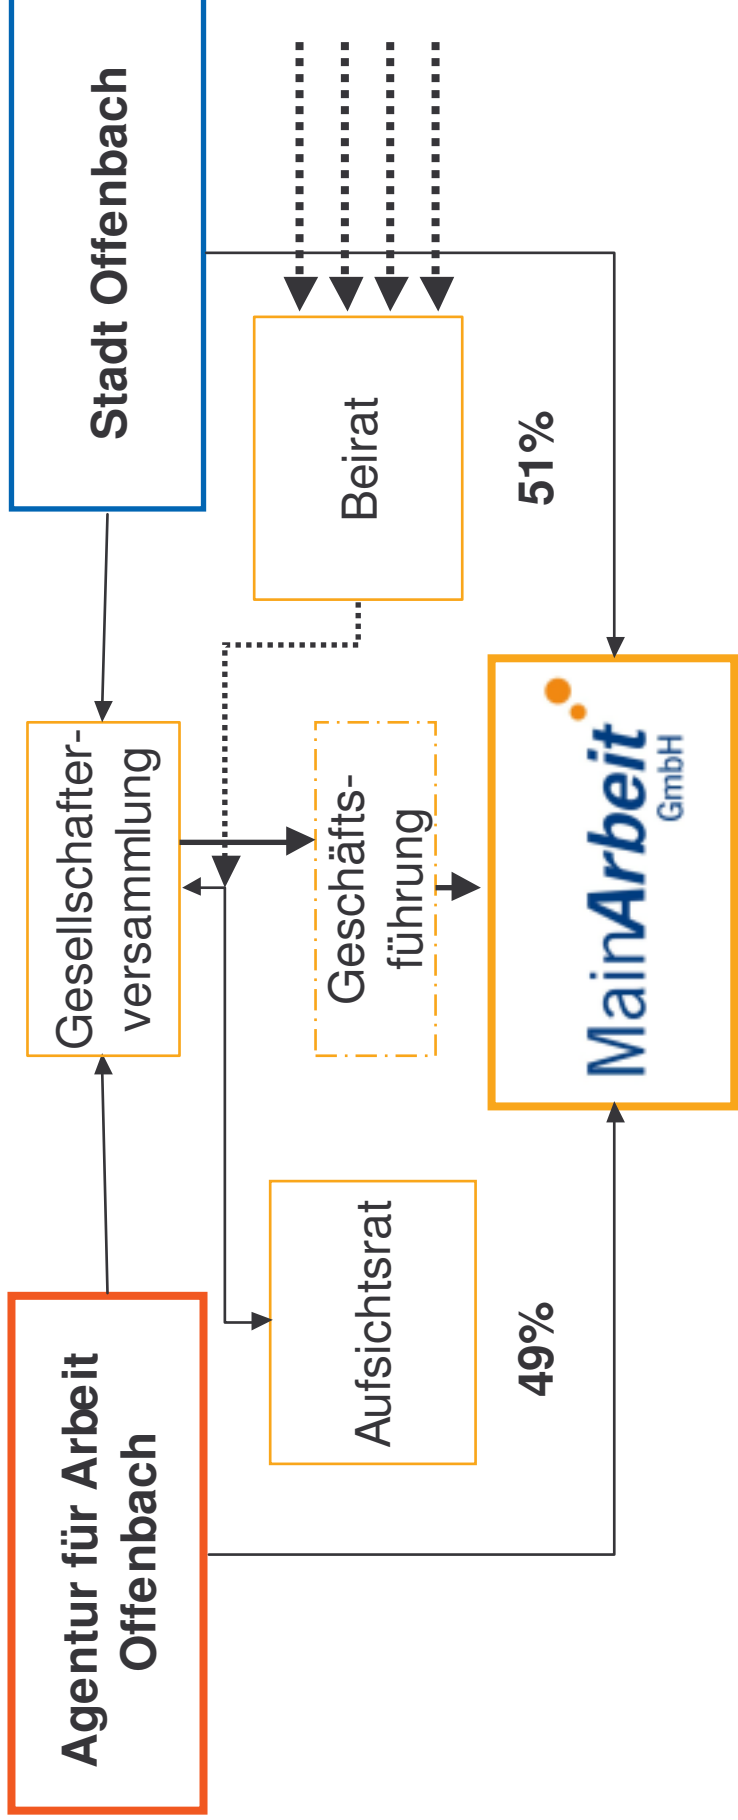 Agentur für Arbeit
Offenbach
Gesellschafter-
versammlung
Stadt Offenbach
Aufsichtsrat
Geschäfts-
führung
Beirat
49%
51%
MainArbeit
GmbH